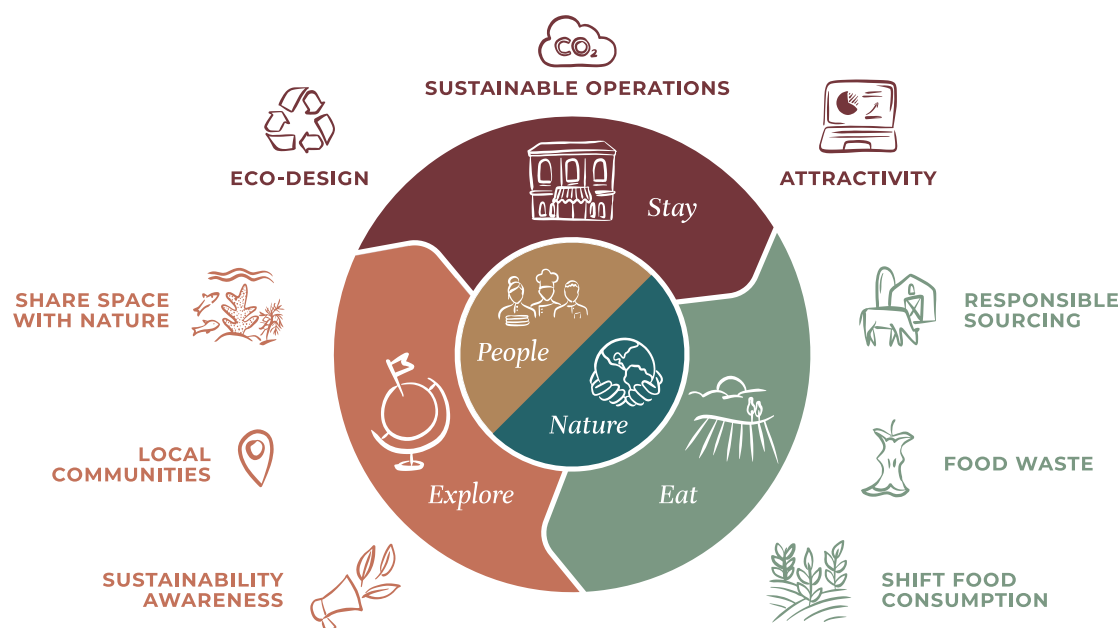 CO₂
SUSTAINABLE OPERATIONS
ECO-DESIGN
ATTRACTIVITY
Stay
SHARE SPACE
WITH NATURE
RESPONSIBLE
SOURCING
People
Nature
LOCAL
COMMUNITIES
FOOD WASTE
Explore
Eat
SUSTAINABILITY
AWARENESS
SHIFT FOOD
CONSUMPTION